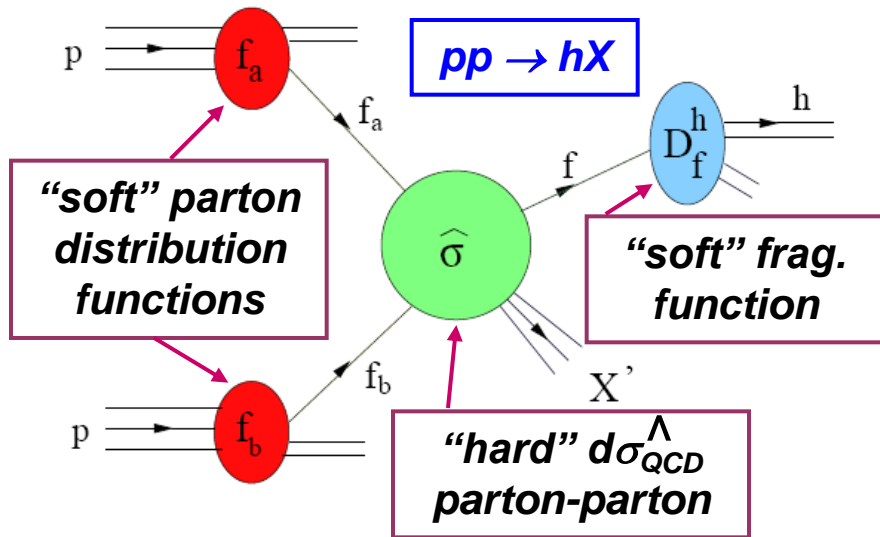 p
f_a
pp → hX
h
f_a
f
D_f^h
“soft” parton
distribution
functions
σ̂
“soft” frag.
function
f_b
X’
p
f_b
“hard” dσ̂_QCD
parton-parton